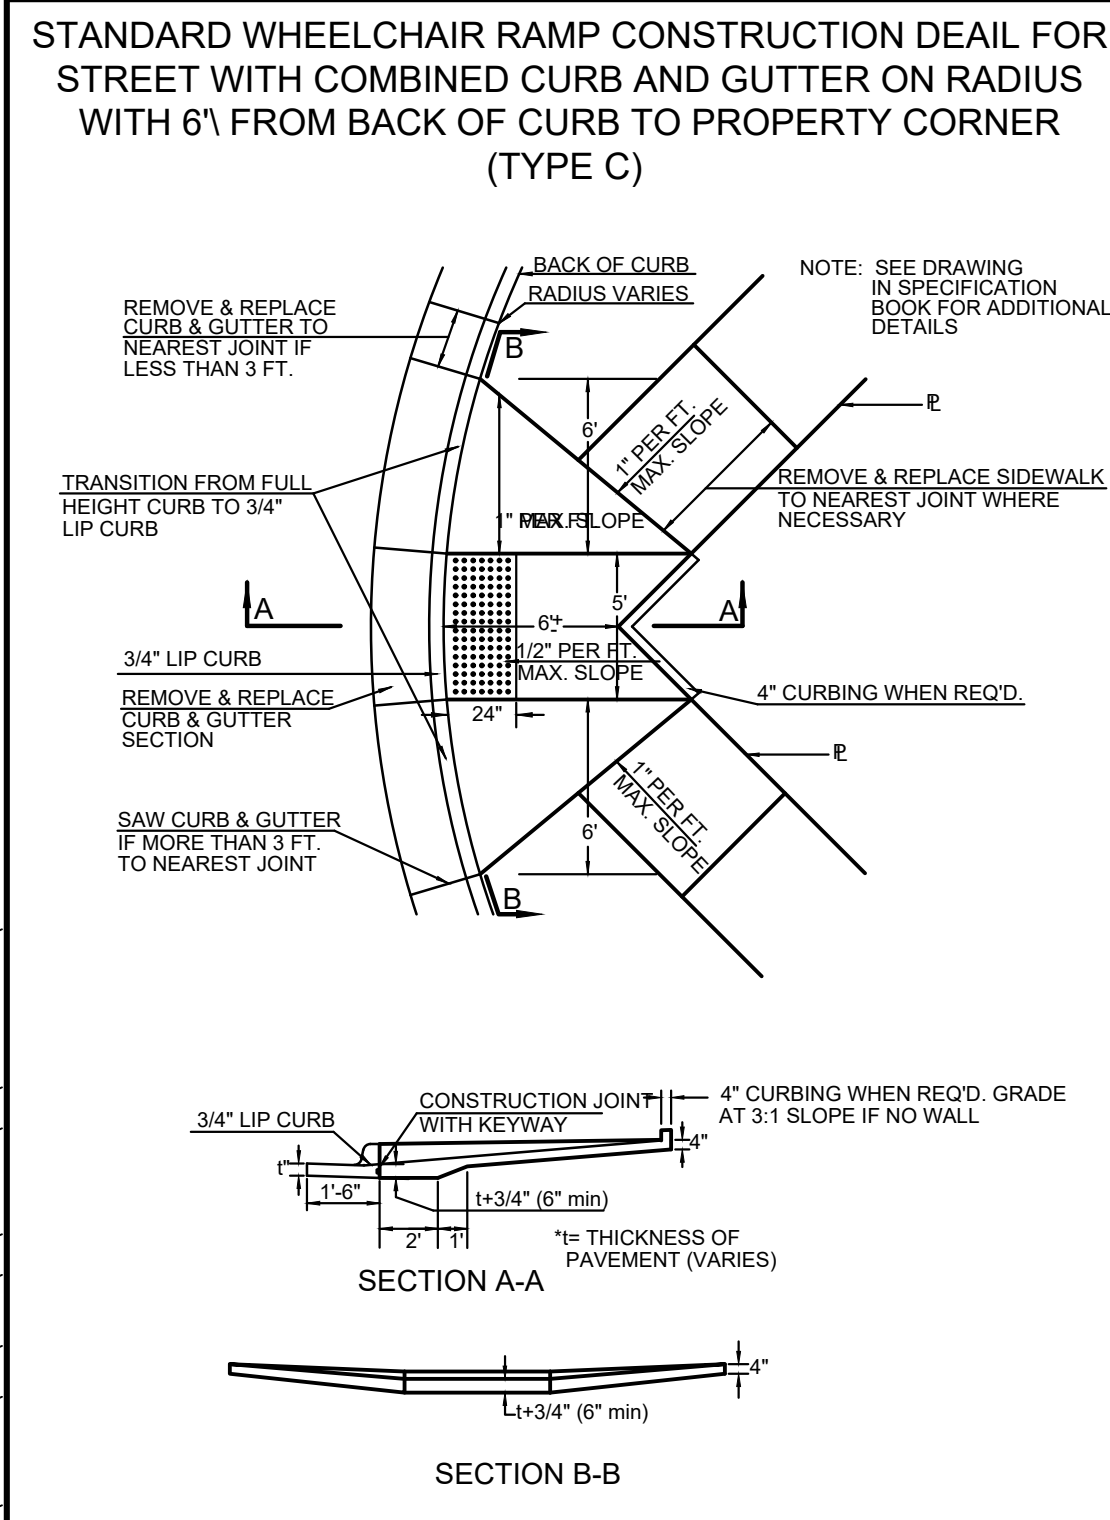 STANDARD WHEELCHAIR RAMP CONSTRUCTION DEAIL FOR
STREET WITH COMBINED CURB AND GUTTER ON RADIUS
WITH 6'\ FROM BACK OF CURB TO PROPERTY CORNER
(TYPE C)
BACK OF CURB
RADIUS VARIES
NOTE: SEE DRAWING
IN SPECIFICATION
BOOK FOR ADDITIONAL
DETAILS
REMOVE & REPLACE
CURB & GUTTER TO
NEAREST JOINT IF
LESS THAN 3 FT.
B
6'
1" PER FT.
MAX. SLOPE
PL
TRANSITION FROM FULL
HEIGHT CURB TO 3/4"
LIP CURB
REMOVE & REPLACE SIDEWALK
TO NEAREST JOINT WHERE
NECESSARY
1" PER FT.
MAX. SLOPE
A
5'
A
6'±
3/4" LIP CURB
1/2" PER FT.
MAX. SLOPE
REMOVE & REPLACE
CURB & GUTTER
SECTION
24"
4" CURBING WHEN REQ'D.
PL
1" PER FT.
MAX. SLOPE
SAW CURB & GUTTER
IF MORE THAN 3 FT.
TO NEAREST JOINT
6'
B
3/4" LIP CURB
CONSTRUCTION JOINT
WITH KEYWAY
4" CURBING WHEN REQ'D. GRADE
AT 3:1 SLOPE IF NO WALL
4"
t"
1'-6"
t+3/4" (6" min)
2'
1'
*t= THICKNESS OF
PAVEMENT (VARIES)
SECTION A-A
4"
t+3/4" (6" min)
SECTION B-B